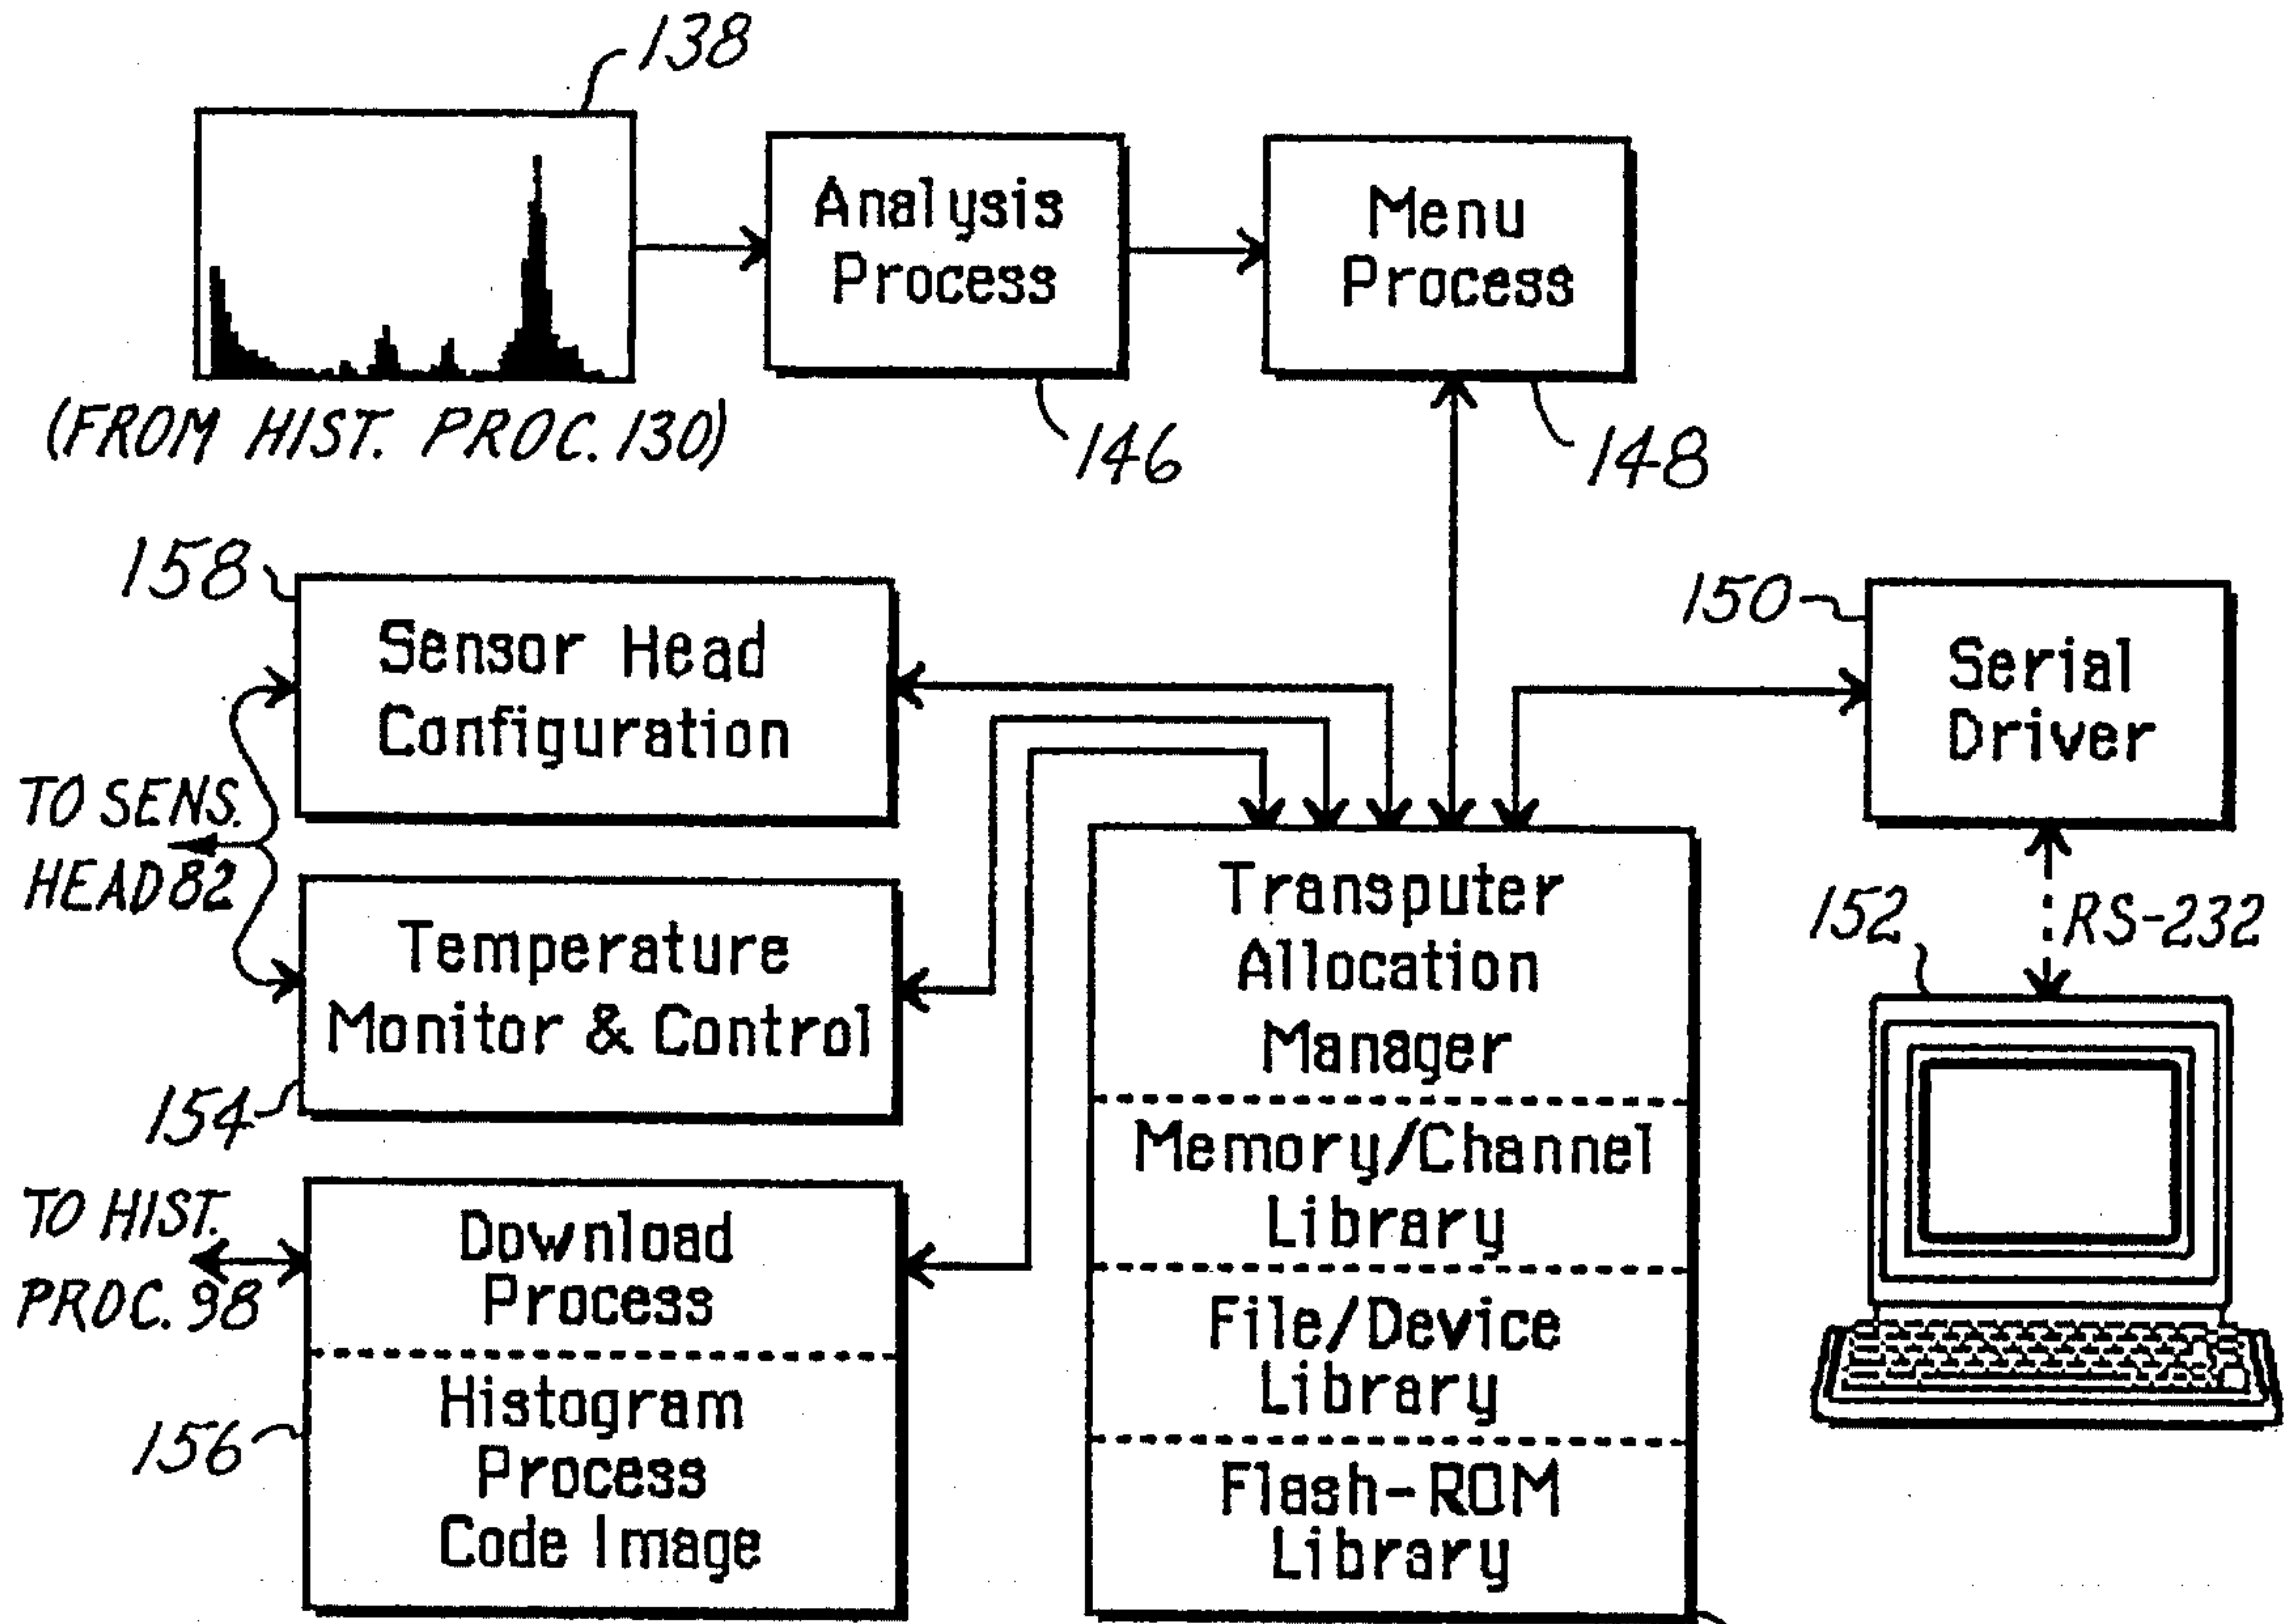 138
Analysis
Process
Menu
Process
(FROM HIST. PROC. 130)
146
148
158
Sensor Head
Configuration
150
Serial
Driver
TO SENS.
HEAD 82
Temperature
Monitor & Control
154
Transputer
Allocation
Manager
Memory/Channel
Library
File/Device
Library
Flash-ROM
Library
152
RS-232
TO HIST.
PROC. 98
Download
Process
Histogram
Process
Code Image
156